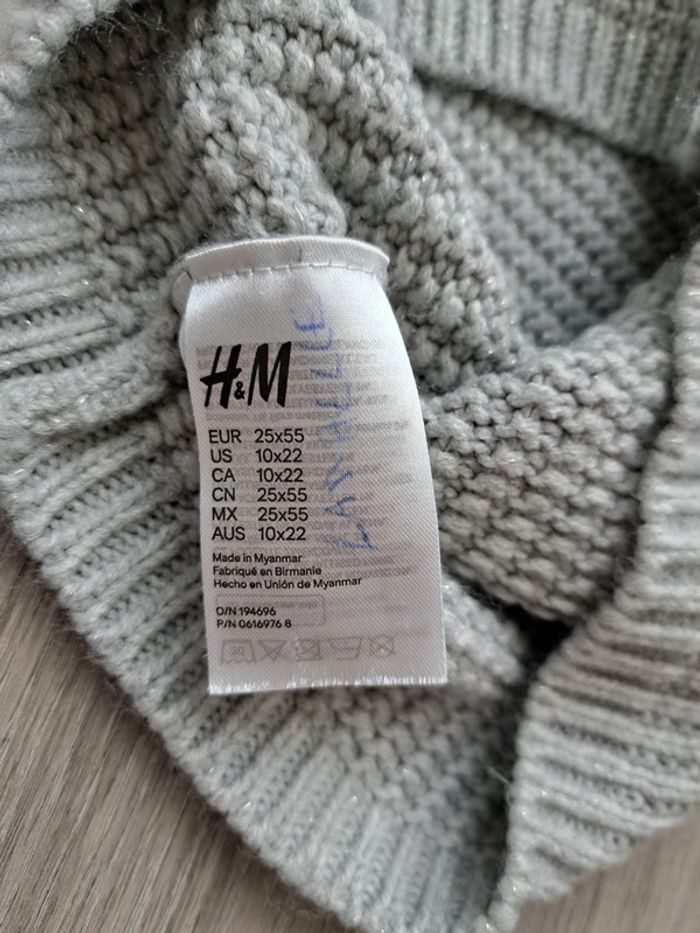 H&M
EUR 25x55
US 10x22
CA 10x22
CN 25x55
MX 25x55
AUS 10x22
Made in Myanmar
Fabriqué en Birmanie
Hecho en Unión de Myanmar
O/N 194696
P/N 0616976 8